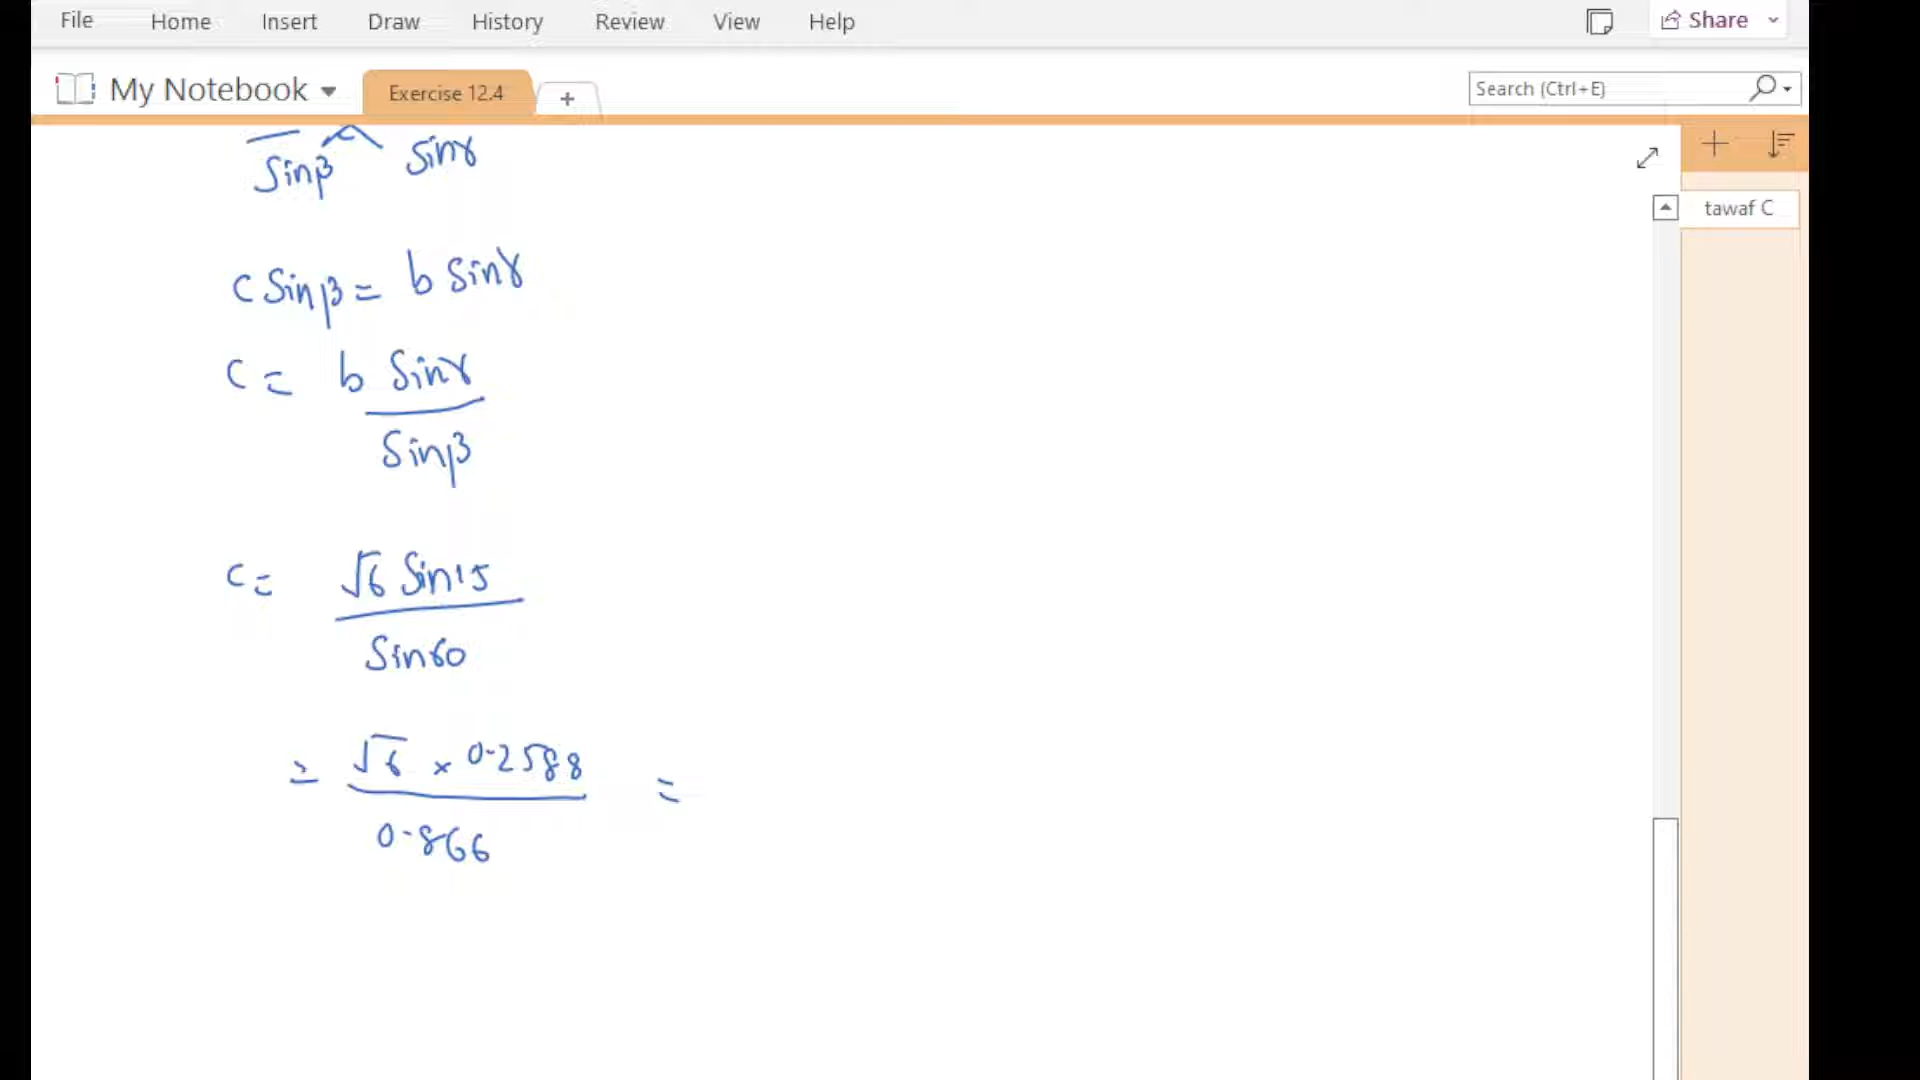 File Home Insert Draw History Review View Help Share
My Notebook Exercise 12.4 + Search (Ctrl+E)
tawaf C
Sinβ Sinγ
c Sinβ = b Sinγ
c = b Sinγ
Sinβ
c = √6 Sin15
Sin60
= √6 × 0.2588 =
0.866